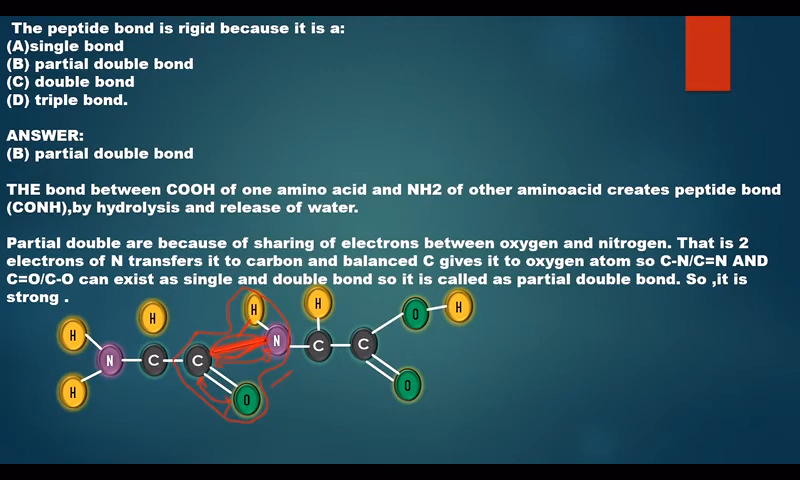 The peptide bond is rigid because it is a:
(A)single bond
(B) partial double bond
(C) double bond
(D) triple bond.
ANSWER:
(B) partial double bond
THE bond between COOH of one amino acid and NH2 of other aminoacid creates peptide bond
(CONH),by hydrolysis and release of water.
Partial double are because of sharing of electrons between oxygen and nitrogen. That is 2
electrons of N transfers it to carbon and balanced C gives it to oxygen atom so C-N/C=N AND
C=O/C-O can exist as single and double bond so it is called as partial double bond. So ,it is
strong .
H H H H O H
H N C C N C C
H O O